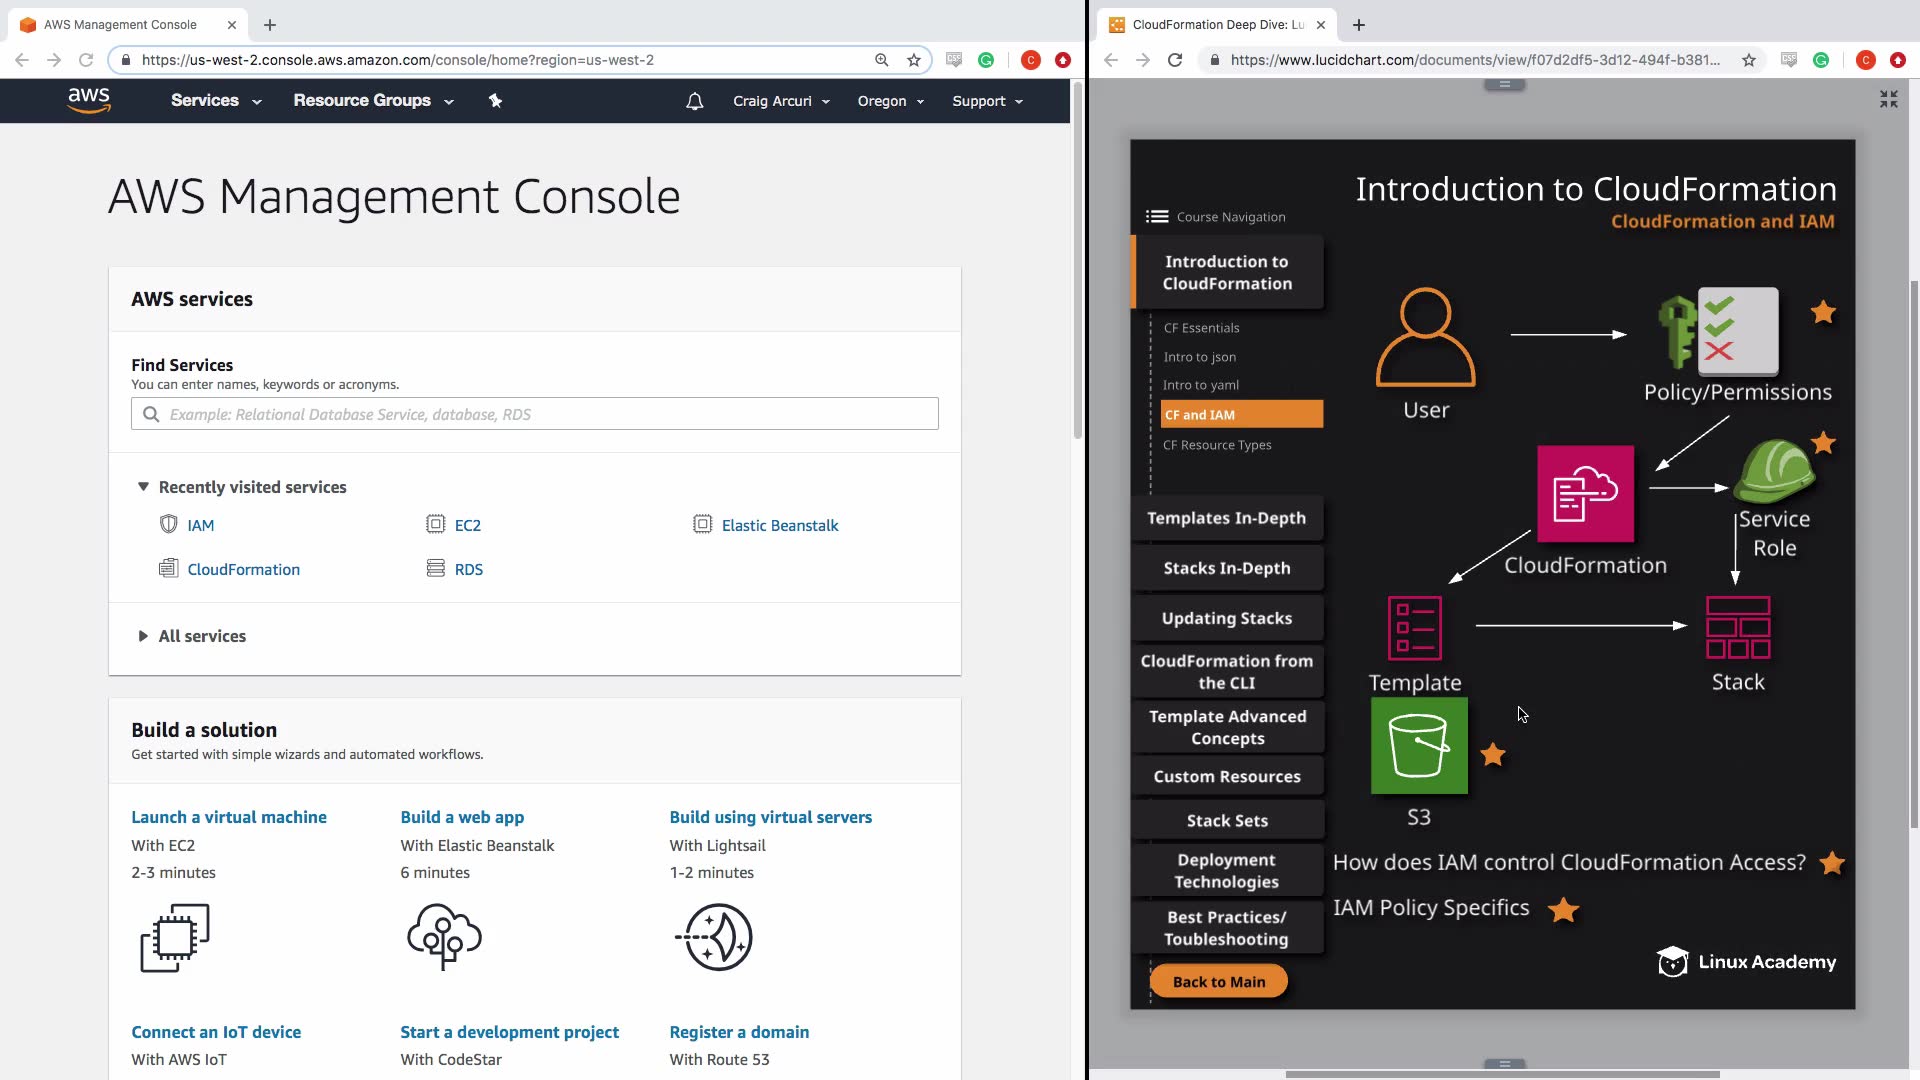 AWS Management Console
https://us-west-2.console.aws.amazon.com/console/home?region=us-west-2
aws
Services
Resource Groups
Craig Arcuri
Oregon
Support
AWS Management Console
AWS services
Find Services
You can enter names, keywords or acronyms.
Example: Relational Database Service, database, RDS
Recently visited services
IAM
EC2
Elastic Beanstalk
CloudFormation
RDS
All services
Build a solution
Get started with simple wizards and automated workflows.
Launch a virtual machine
With EC2
2-3 minutes
Build a web app
With Elastic Beanstalk
6 minutes
Build using virtual servers
With Lightsail
1-2 minutes
Connect an IoT device
With AWS IoT
Start a development project
With CodeStar
Register a domain
With Route 53
CloudFormation Deep Dive: Lu
C
https://www.lucidchart.com/documents/view/f07d2df5-3d12-494f-b381...
C
Introduction to CloudFormation
CloudFormation and IAM
Course Navigation
Introduction to
CloudFormation
CF Essentials
Intro to json
Intro to yaml
CF and IAM
CF Resource Types
Templates In-Depth
Stacks In-Depth
Updating Stacks
CloudFormation from
the CLI
Template Advanced
Concepts
Custom Resources
Stack Sets
Deployment
Technologies
Best Practices/
Toubleshooting
Back to Main
User
Policy/Permissions
CloudFormation
Service
Role
Template
Stack
S3
How does IAM control CloudFormation Access?
IAM Policy Specifics
Linux Academy